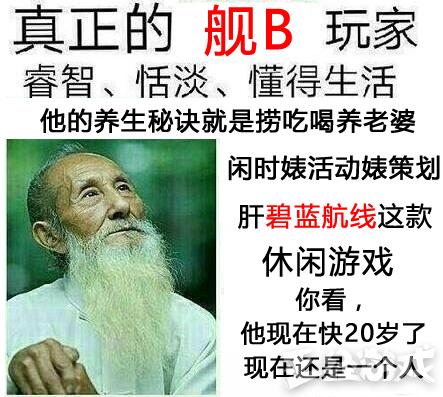 真正的 舰B 玩家
睿智、恬淡、懂得生活
他的养生秘诀就是捞吃喝养老婆
闲时婊活动婊策划
肝碧蓝航线这款
休闲游戏
你看，
他现在快20岁了
现在还是一个人